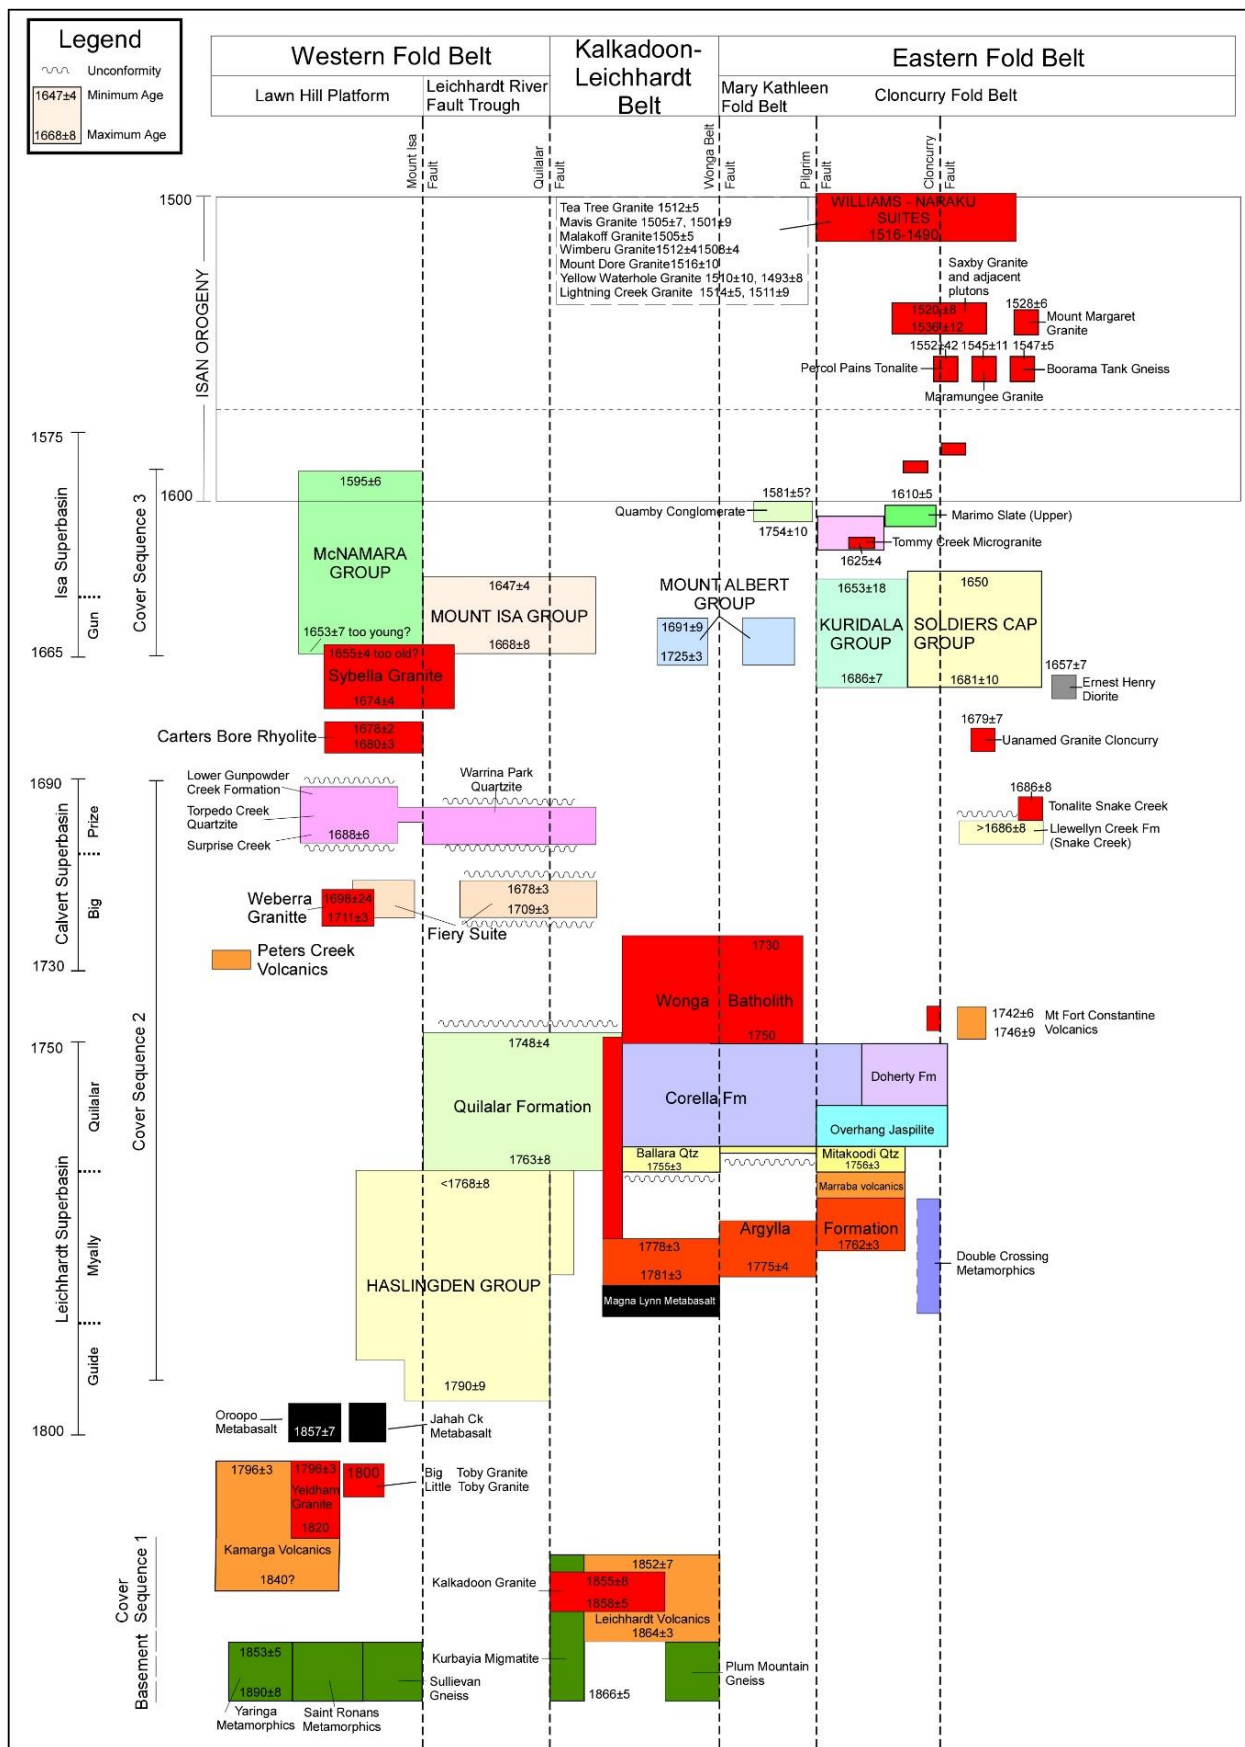 Legend
Unconformity
1647±4 Minimum Age
1668±8 Maximum Age
Western Fold Belt
Kalkadoon-
Leichhardt
Belt
Eastern Fold Belt
Lawn Hill Platform
Leichhardt River
Fault Trough
Mary Kathleen
Fold Belt
Cloncurry Fold Belt
Mount Isa
Fault
Quilalar
Fault
Wonga Belt
Fault
Pilgrim
Fault
Cloncurry
Fault
1500
ISAN OROGENY
1600
Tea Tree Granite 1512±5
Mavis Granite 1505±7, 1501±9
Malakoff Granite1505±5
Wimberu Granite1512±41508±4
Mount Dore Granite1516±10
Yellow Waterhole Granite 1510±10, 1493±8
Lightning Creek Granite 1514±5, 1511±9
WILLIAMS - NARAKU
SUITES
1516-1490
Saxby Granite
and adjacent
plutons
1520±8
1536±12
1528±6
Mount Margaret
Granite
1552±42
1545±11
1547±5
Percol Pains Tonalite
Boorama Tank Gneiss
Maramungee Granite
1575
Isa Superbasin
Gun
1665
Cover Sequence 3
1595±6
McNAMARA
GROUP
1653±7 too young?
1647±4
MOUNT ISA GROUP
1668±8
1655±4 too old?
Sybella Granite
1674±4
Carters Bore Rhyolite
1678±2
1680±3
1581±5?
Quamby Conglomerate
1754±10
1610±5
Marimo Slate (Upper)
Tommy Creek Microgranite
1625±4
MOUNT ALBERT
GROUP
1691±9
1725±3
1653±18
KURIDALA
GROUP
1686±7
1650
SOLDIERS CAP
GROUP
1681±10
1657±7
Ernest Henry
Diorite
1679±7
Uanamed Granite Cloncurry
1686±8
Tonalite Snake Creek
>1686±8
Llewellyn Creek Fm
(Snake Creek)
1690
Calvert Superbasin
Prize
Big
1730
Cover Sequence 2
Lower Gunpowder
Creek Formation
Torpedo Creek
Quartzite
Surprise Creek
1688±6
Warrina Park
Quartzite
Weberra
Granitte
1698±24
1711±3
Fiery Suite
1678±3
1709±3
Peters Creek
Volcanics
1730
Wonga Batholith
1750
1742±6
1746±9
Mt Fort Constantine
Volcanics
1750
Leichhardt Superbasin
Quilalar
Myally
Guide
1800
1748±4
Quilalar Formation
1763±8
Corella Fm
Doherty Fm
Overhang Jaspilite
Ballara Qtz
1755±3
Mitakoodi Qtz
1756±3
Marraba volcanics
<1768±8
HASLINGDEN GROUP
1790±9
Argylla
Formation
1762±3
1778±3
1781±3
1775±4
Magna Lynn Metabasalt
Double Crossing
Metamorphics
Oroopo
Metabasalt
1857±7
Jahah Ck
Metabasalt
1796±3
1796±3
Yeldham
Granite
1820
1800
Big Toby Granite
Little Toby Granite
Kamarga Volcanics
1840?
Cover
Sequence 1
Basement
1852±7
Kalkadoon Granite
1855±8
1858±5
Leichhardt Volcanics
1864±3
Kurbayia Migmatite
1866±5
Plum Mountain
Gneiss
1853±5
1890±8
Yaringa
Metamorphics
Saint Ronans
Metamorphics
Sullievan
Gneiss